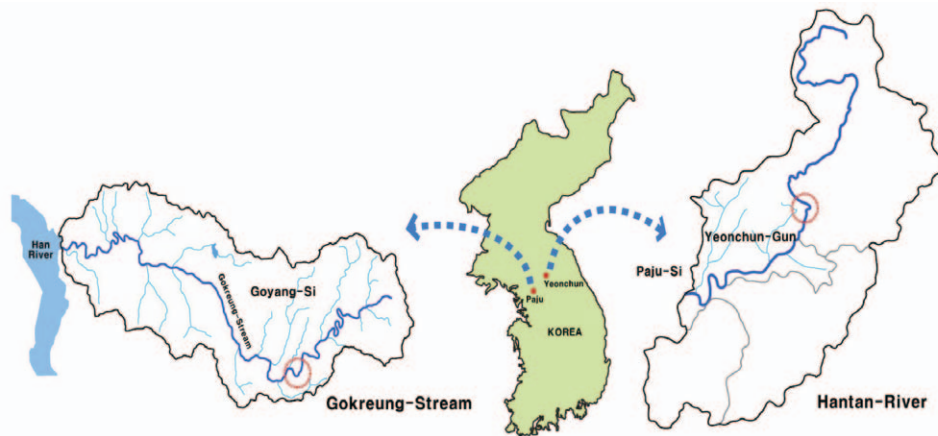 Han
River
Gokreung-Stream
Goyang-Si
Gokreung-Stream
Yeonchun
Paju
KOREA
Yeonchun-Gun
Paju-Si
Hantan-River